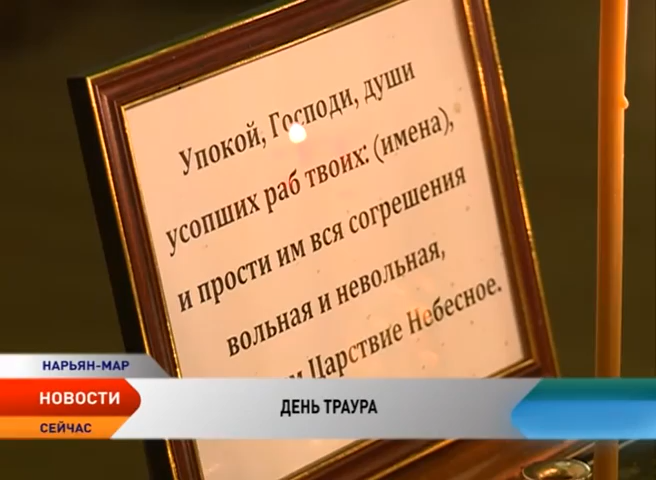 Упокой, Господи, души
усопших раб твоих: (имена),
и прости им вся согрешения
вольная и невольная,
Царствие Небесное.
НАРЬЯН-МАР
НОВОСТИ
СЕЙЧАС
ДЕНЬ ТРАУРА